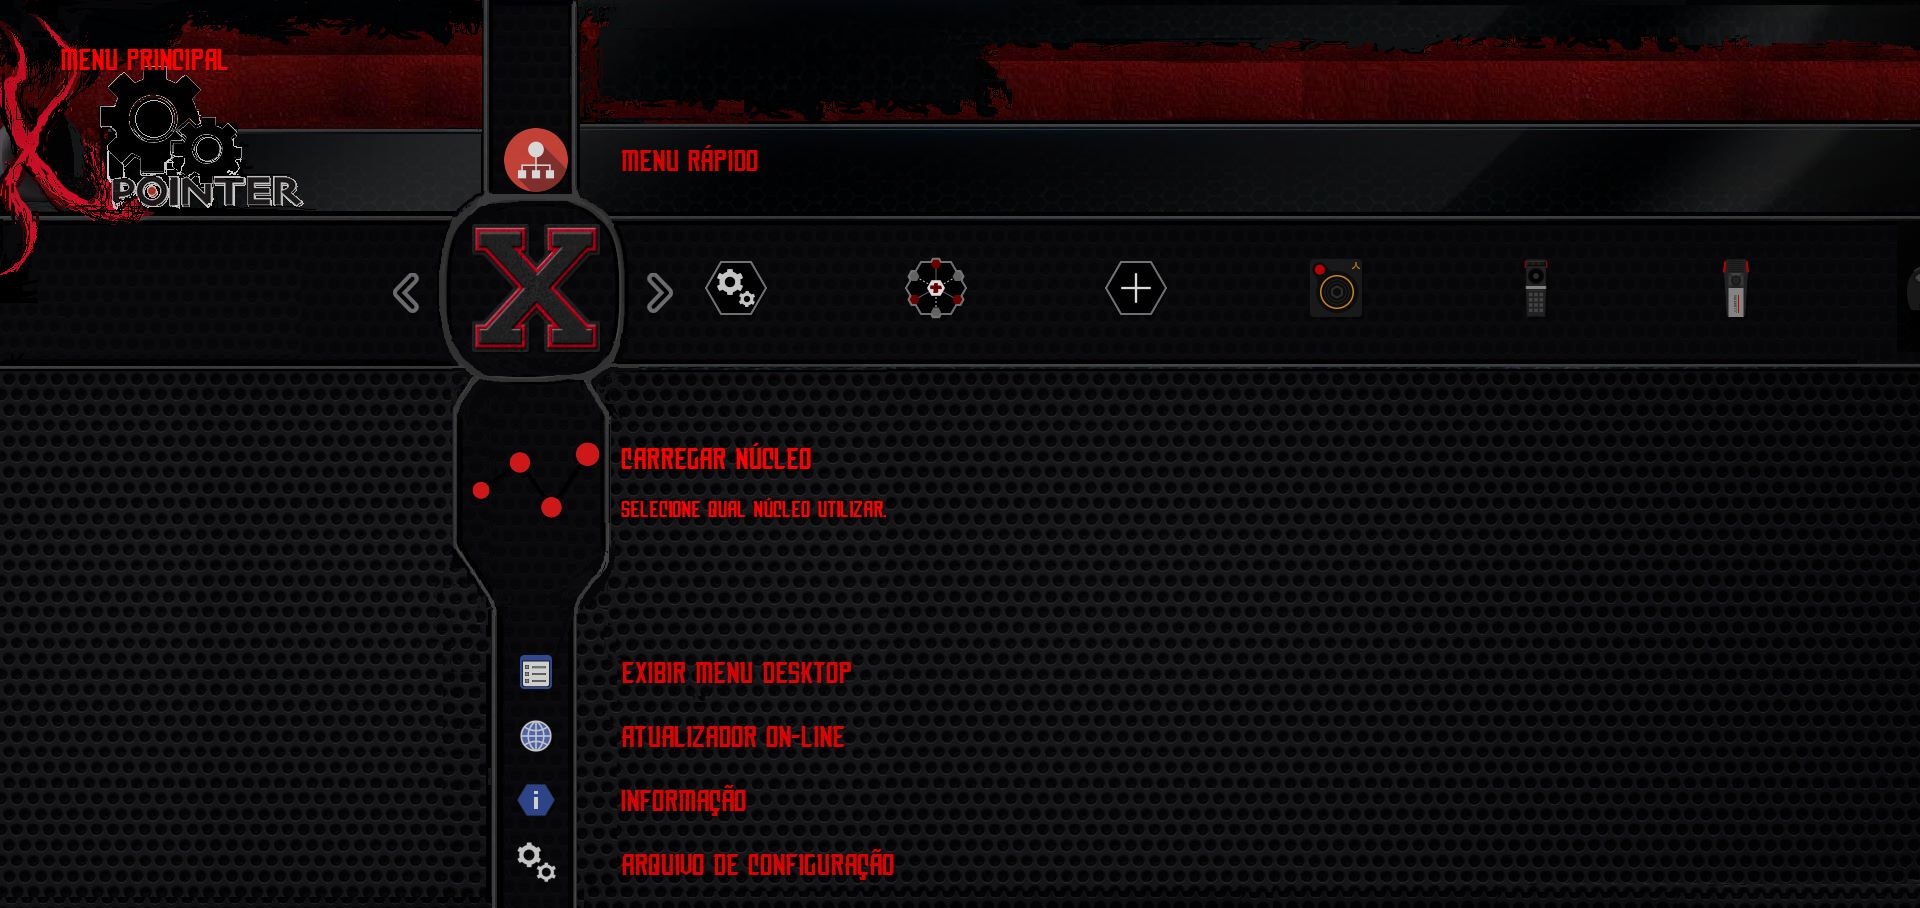 MENU PRINCIPAL
POINTER
MENU RÁPIDO
X
CARREGAR NÚCLEO
SELECIONE QUAL NÚCLEO UTILIZAR.
EXIBIR MENU DESKTOP
ATUALIZADOR ON-LINE
INFORMAÇÃO
ARQUIVO DE CONFIGURAÇÃO